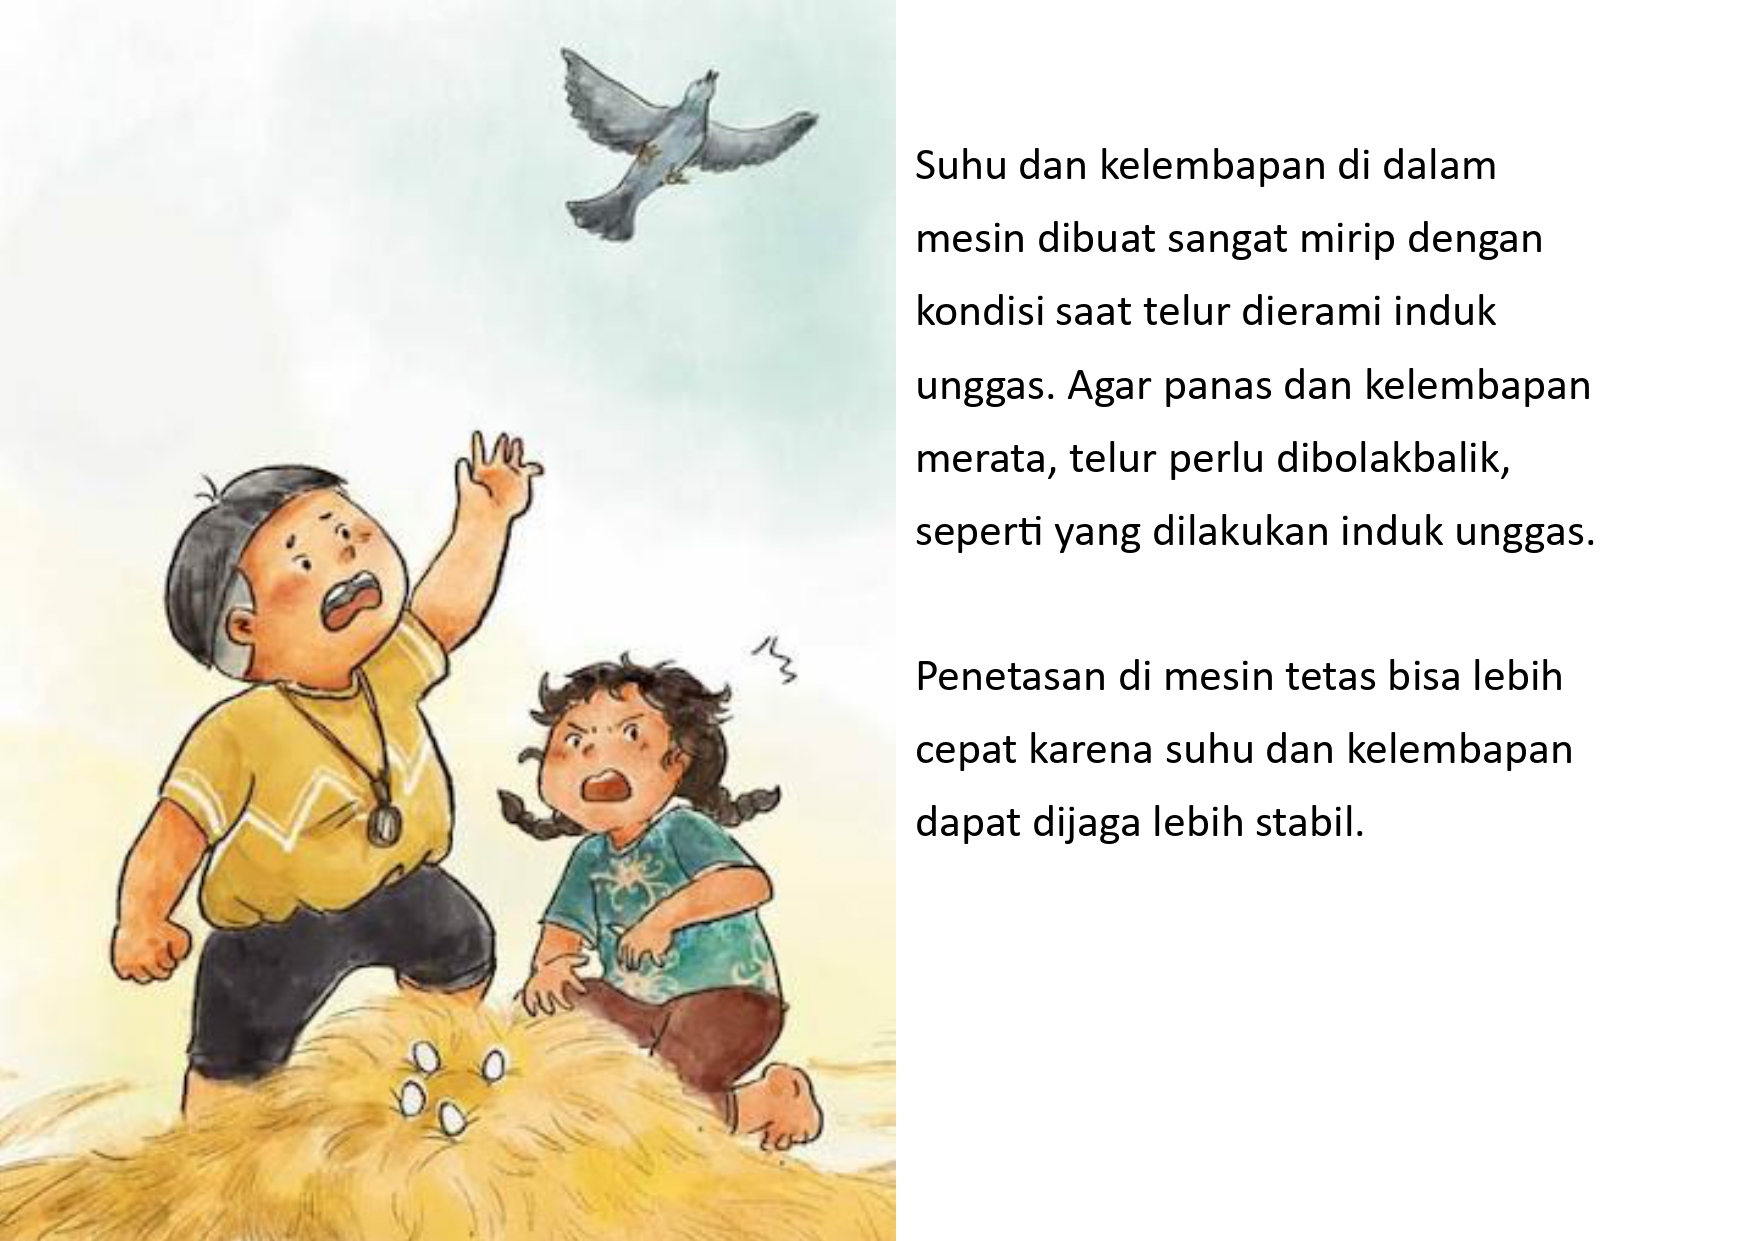 Suhu dan kelembapan di dalam
mesin dibuat sangat mirip dengan
kondisi saat telur dierami induk
unggas. Agar panas dan kelembapan
merata, telur perlu dibolakbalik,
seperti yang dilakukan induk unggas.
Penetasan di mesin tetas bisa lebih
cepat karena suhu dan kelembapan
dapat dijaga lebih stabil.